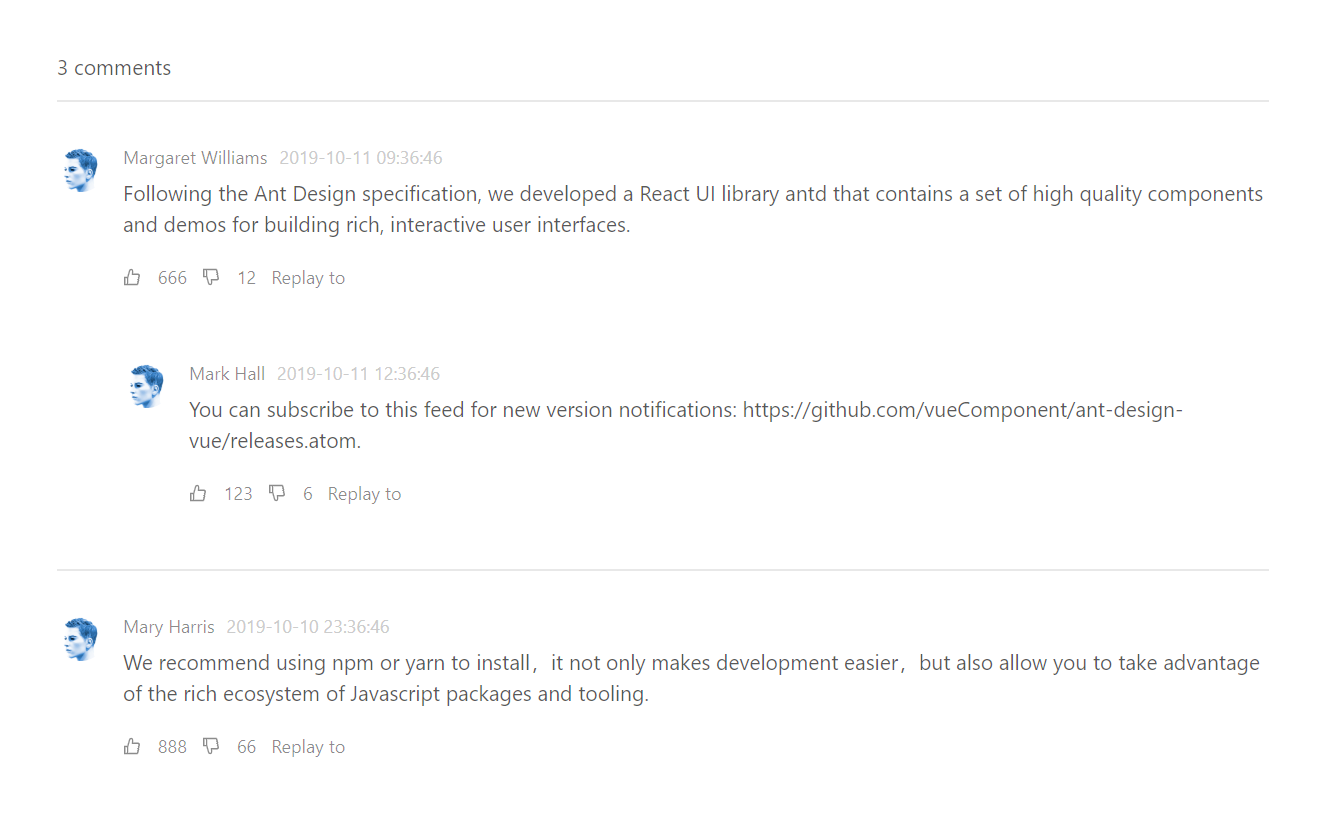 3 comments
Margaret Williams 2019-10-11 09:36:46
Following the Ant Design specification, we developed a React UI library antd that contains a set of high quality components
and demos for building rich, interactive user interfaces.
666 12 Replay to
Mark Hall 2019-10-11 12:36:46
You can subscribe to this feed for new version notifications: https://github.com/vueComponent/ant-design-
vue/releases.atom.
123 6 Replay to
Mary Harris 2019-10-10 23:36:46
We recommend using npm or yarn to install，it not only makes development easier，but also allow you to take advantage
of the rich ecosystem of Javascript packages and tooling.
888 66 Replay to